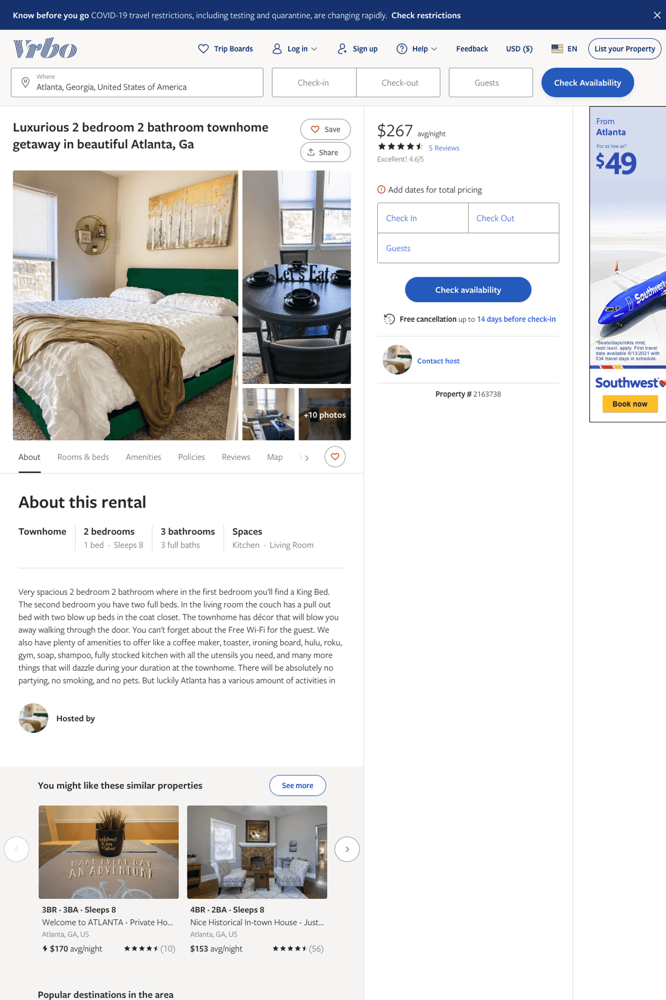 Know before you go COVID-19 travel restrictions, including testing and quarantine, are changing rapidly. Check restrictions
Vrbo
Trip Boards
Log in
Sign up
Help
Feedback
USD ($)
EN
List your Property
Where
Atlanta, Georgia, United States of America
Check-in
Check-out
Guests
Check Availability
Luxurious 2 bedroom 2 bathroom townhome
getaway in beautiful Atlanta, Ga
Save
Share
Let's Eat
+10 photos
$267 avg/night
5 Reviews
Excellent! 4.6/5
Add dates for total pricing
Check In
Check Out
Guests
Check availability
Free cancellation up to 14 days before check-in
Contact host
Property # 2163738
From
Atlanta
For as low as*
$49
Southwest
*Seats/days/mkts lmtd;
restr./excl. apply. First travel
date available 9/13/2021 with
534 travel days in schedule.
Southwest
Book now
About
Rooms & beds
Amenities
Policies
Reviews
Map
About this rental
Townhome
2 bedrooms
1 bed · Sleeps 8
3 bathrooms
3 full baths
Spaces
Kitchen · Living Room
Very spacious 2 bedroom 2 bathroom where in the first bedroom you'll find a King Bed.
The second bedroom you have two full beds. In the living room the couch has a pull out
bed with two blow up beds in the coat closet. The townhome has décor that will blow you
away walking through the door. You can't forget about the Free Wi-Fi for the guest. We
also have plenty of amenities to offer like a coffee maker, toaster, ironing board, hulu, roku,
gym, soap, shampoo, fully stocked kitchen with all the utensils you need, and many more
things that will dazzle during your duration at the townhome. There will be absolutely no
partying, no smoking, and no pets. But luckily Atlanta has a various amount of activities in
Hosted by
You might like these similar properties
See more
welcome
to our
home
MAKE EVERY DAY
AN ADVENTURE
3BR · 3BA · Sleeps 8
Welcome to ATLANTA - Private Ho...
Atlanta, GA, US
$170 avg/night
(10)
4BR · 2BA · Sleeps 8
Nice Historical In-town House - Just...
Atlanta, GA, US
$153 avg/night
(56)
Popular destinations in the area